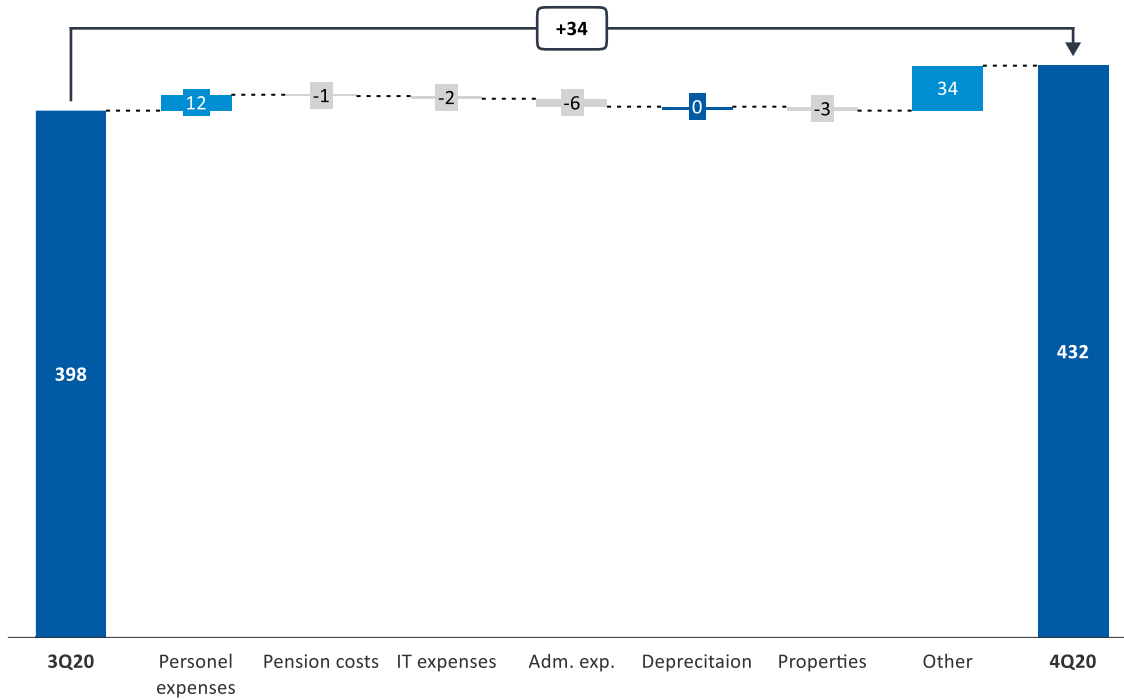 +34
12
-1
-2
-6
0
-3
34
398
432
3Q20
Personel
expenses
Pension costs
IT expenses
Adm. exp.
Deprecitaion
Properties
Other
4Q20